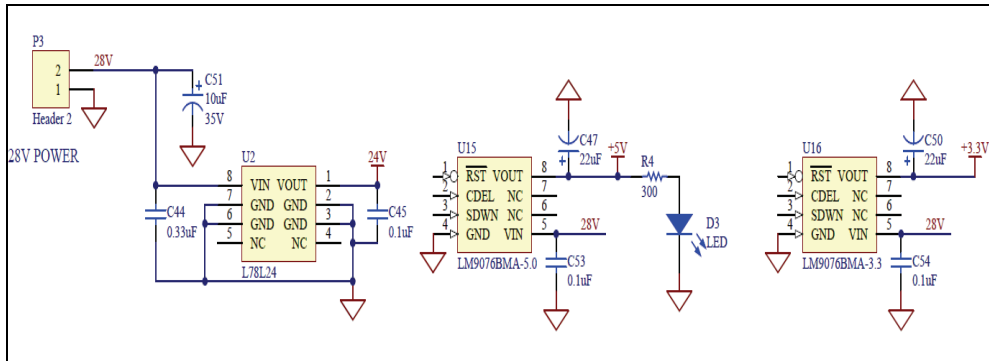 P3
28V
2
1
Header 2
28V POWER
C51
10uF
35V
U2
24V
8 VIN VOUT 1
7 GND GND 2
6 GND GND 3
5 NC NC 4
L78L24
C44
0.33uF
C45
0.1uF
U15
1 RST VOUT 8
2 CDEL NC 7
3 SDWN NC 6
4 GND VIN 5
LM9076BMA-5.0
C47
22uF
+
+5V
R4
300
D3
LED
28V
C53
0.1uF
U16
1 RST VOUT 8
2 CDEL NC 7
3 SDWN NC 6
4 GND VIN 5
LM9076BMA-3.3
C50
22uF
+
+3.3V
28V
C54
0.1uF